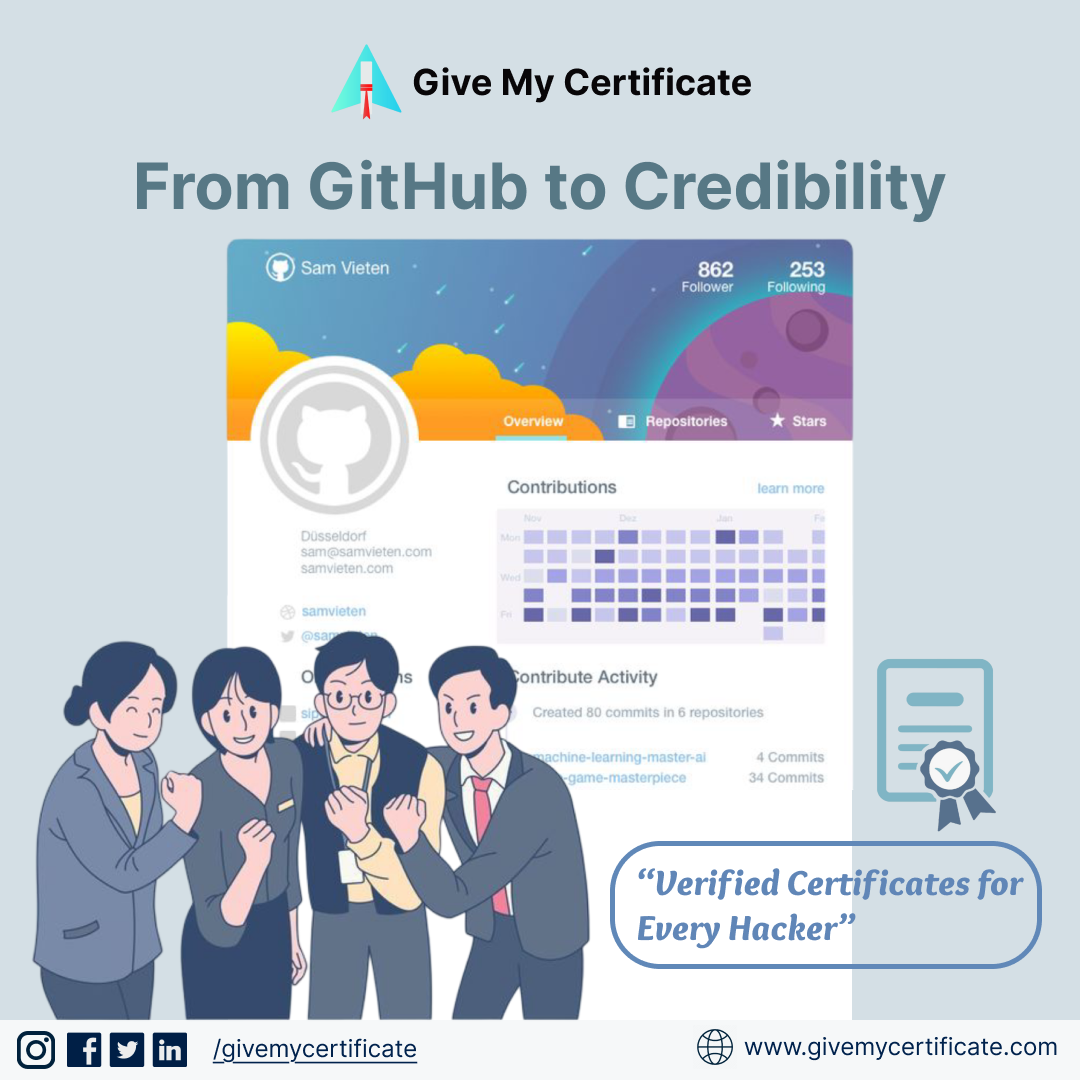 Give My Certificate
From GitHub to Credibility
Sam Vieten
862
Follower
253
Following
Overview
Repositories
Stars
Contributions
learn more
Nov
Dez
Jan
Fe
Mon
Wed
Fri
Düsseldorf
sam@samvieten.com
samvieten.com
samvieten
Contribute Activity
Created 80 commits in 6 repositories
machine-learning-master-ai
4 Commits
-game-masterpiece
34 Commits
“Verified Certificates for
Every Hacker”
/givemycertificate
www.givemycertificate.com